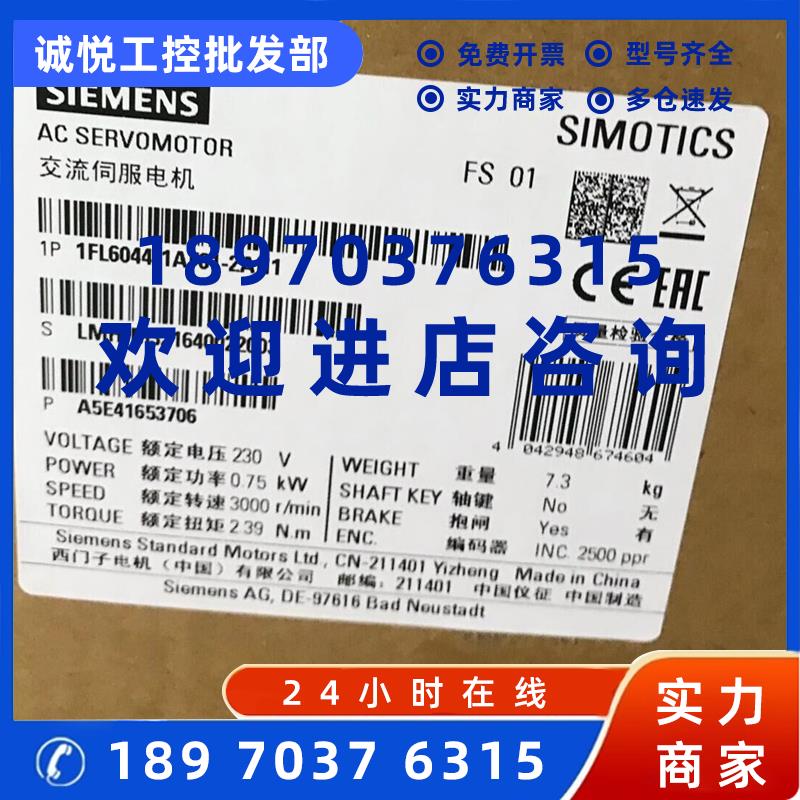 诚悦工控批发部
免费开票
型号齐全
实力商家
多仓速发
SIEMENS
AC SERVOMOTOR
交流伺服电机
SIMOTICS
FS 01
1P
18970376315
CE EAC
S
欢迎进店咨询
P A5E41653706
4 042948 674604
VOLTAGE 额定电压 230 V
POWER 额定功率 0.75 kW
SPEED 额定转速 3000 r/min
TORQUE 额定扭矩 2.39 N.m
WEIGHT 重量 7.3 kg
SHAFT KEY 轴键 No 无
BRAKE 抱闸 Yes 有
ENC. 编码器 INC. 2500 ppr
Siemens Standard Motors Ltd., CN-211401 Yizheng Made in China
西门子电机（中国）有限公司 邮编：211401 中国仪征 中国制造
Siemens AG, DE-97616 Bad Neustadt
24小时在线
18970376315
实力
商家